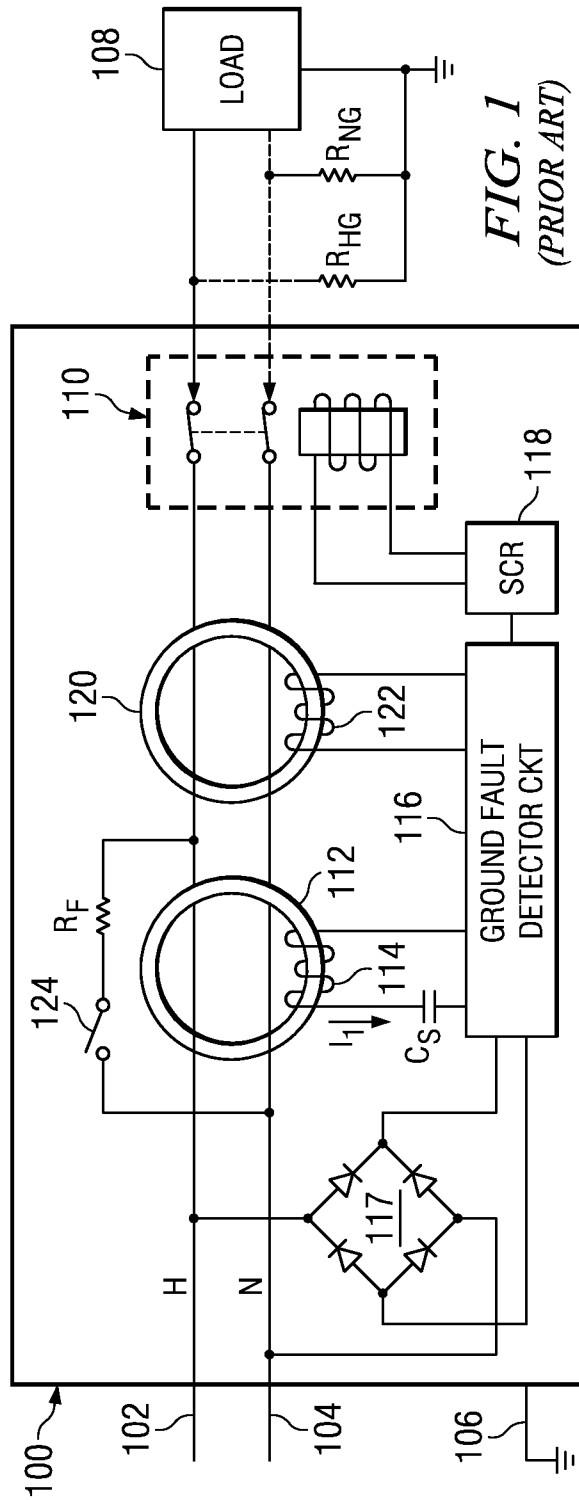 100
102
104
106
H
N
117
124
R_F
112
114
I_1
C_S
120
122
110
GROUND FAULT
DETECTOR CKT
116
SCR
118
LOAD
108
R_HG
R_NG
FIG. 1
(PRIOR ART)